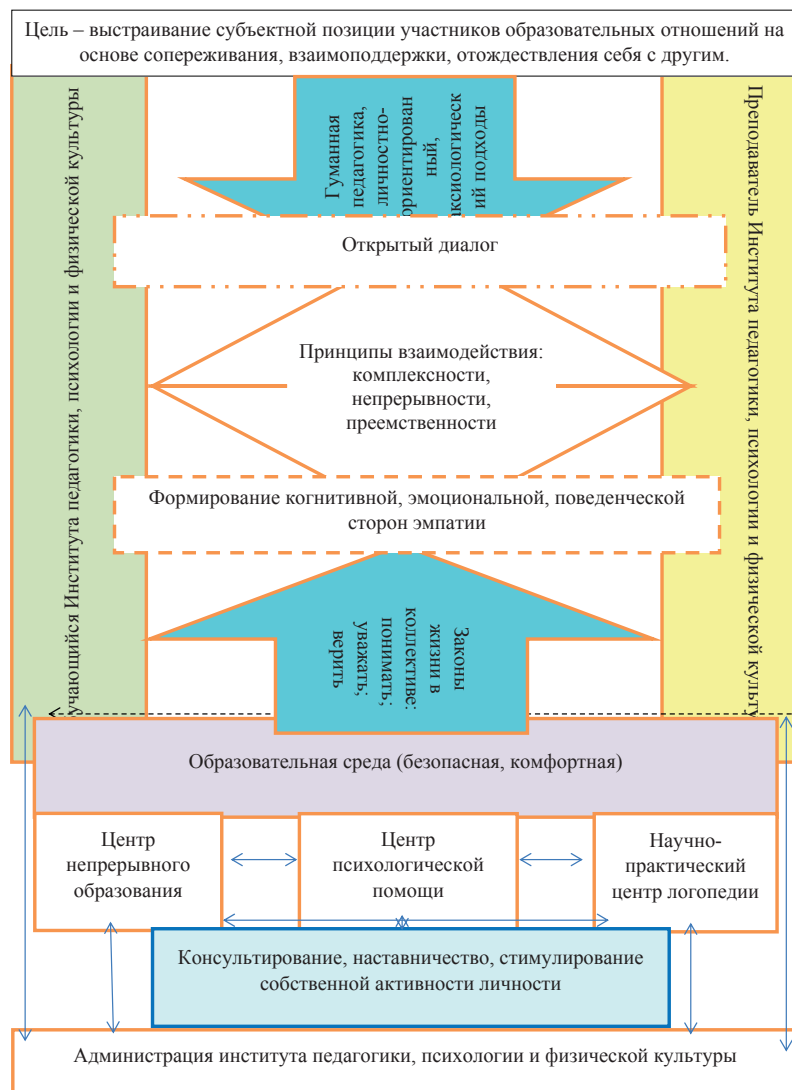 Цель – выстраивание субъектной позиции участников образовательных отношений на
основе сопереживания, взаимоподдержки, отождествления себя с другим.
учающийся Института педагогики, психологии и физической культуры
Гуманная
педагогика,
личностно-
ориентирован
ный,
аксиологическ
ий подходы
Преподаватель Института педагогики, психологии и физической культу
Открытый диалог
Принципы взаимодействия:
комплексности,
непрерывности,
преемственности
Формирование когнитивной, эмоциональной, поведенческой
сторон эмпатии
Законы
жизни в
коллективе:
понимать;
уважать;
верить
Образовательная среда (безопасная, комфортная)
Центр
непрерывного
образования
Центр
психологической
помощи
Научно-
практический
центр логопедии
Консультирование, наставничество, стимулирование
собственной активности личности
Администрация института педагогики, психологии и физической культуры